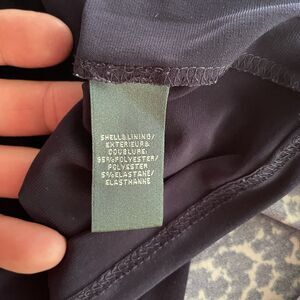 SHELL& LINING/
EXTERIEUR &
DOUBLURE:
95%POLYESTER/
POLYESTER
5%ELASTANE/
ELASTHANNE